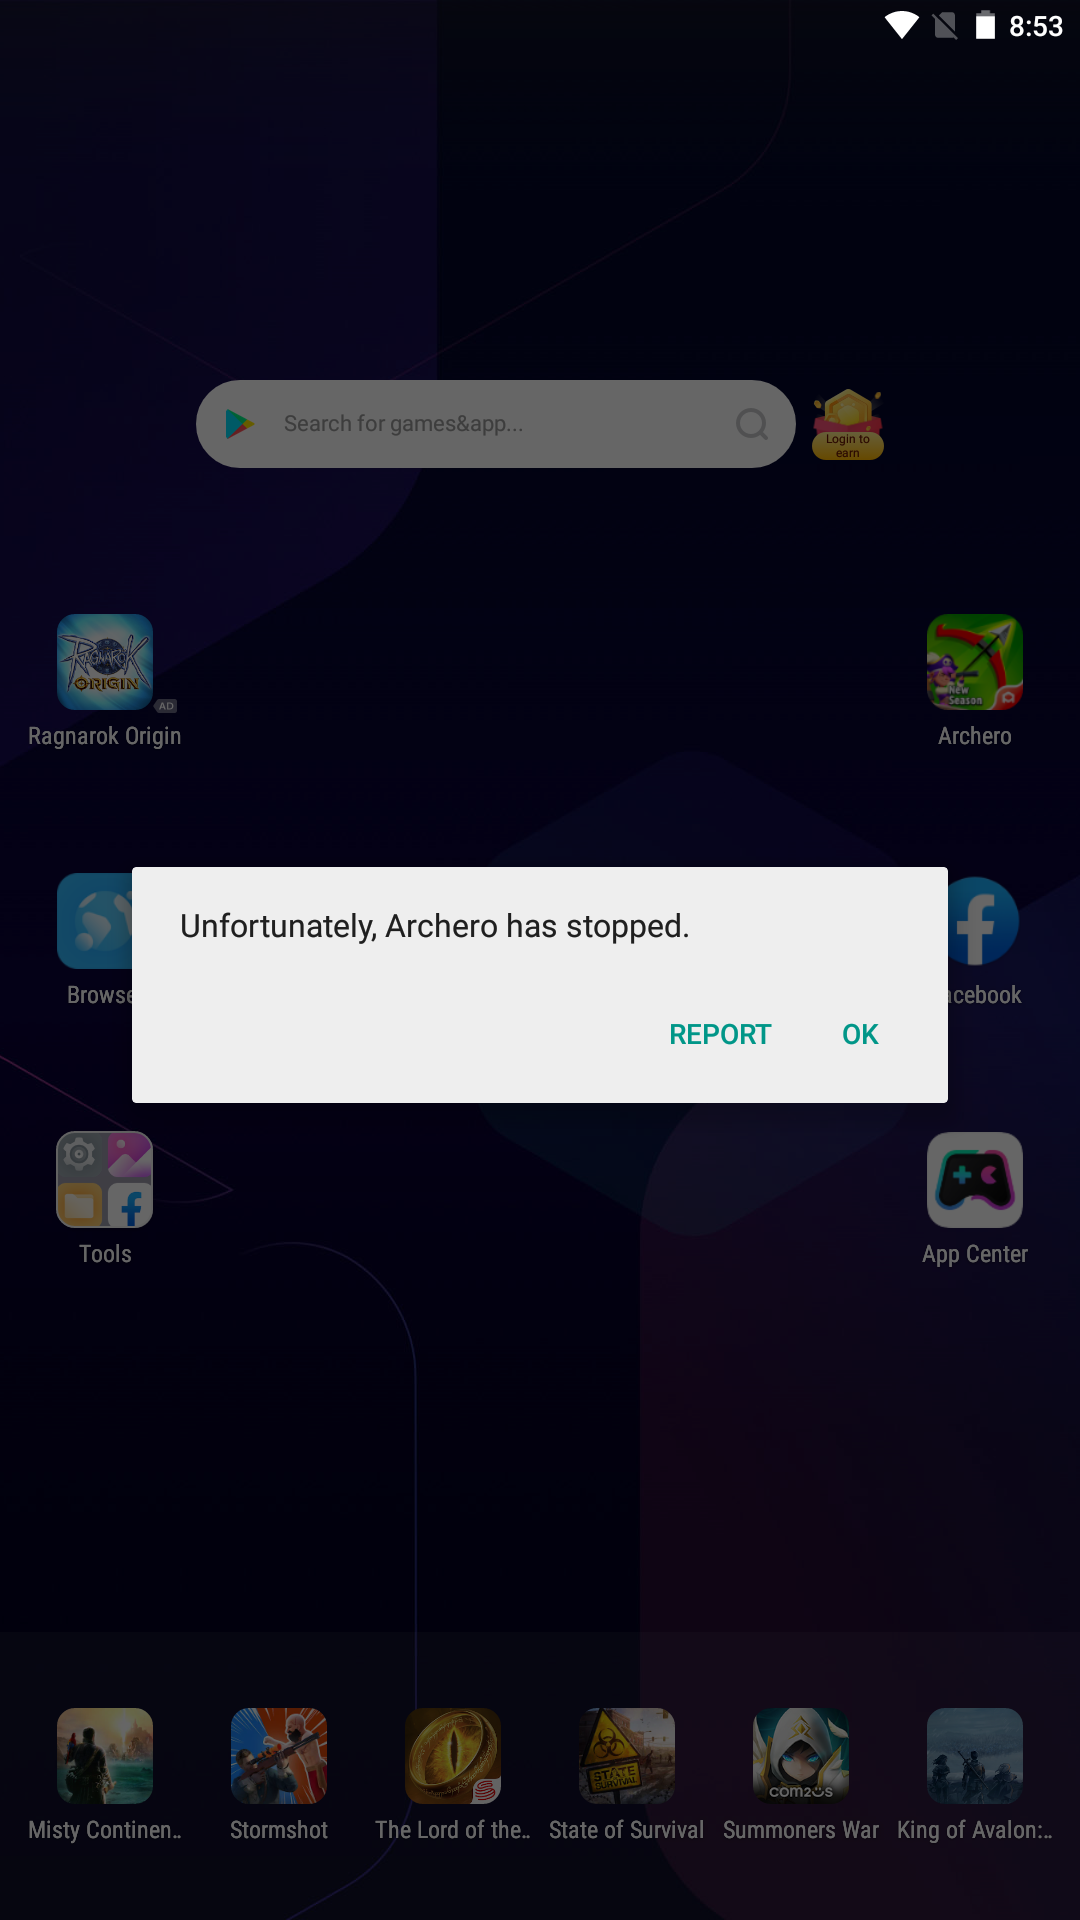 8:53
Search for games&app...
Login to
earn
RAGNAROK
ORIGIN
AD
New
Season
Ragnarok Origin
Archero
Unfortunately, Archero has stopped.
Browse
acebook
REPORT
OK
Tools
App Center
STATE
SURVIVAL
com2us
Misty Continen..
Stormshot
The Lord of the..
State of Survival
Summoners War
King of Avalon:..